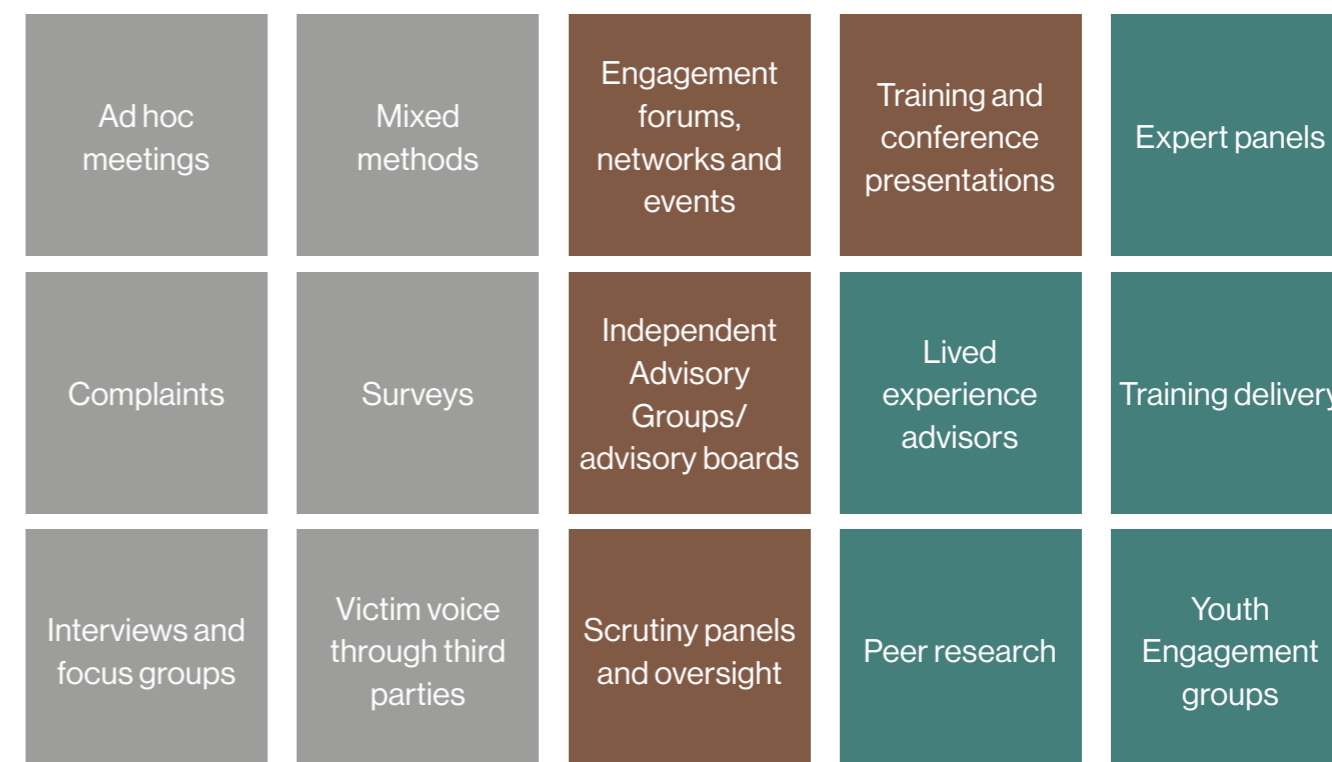 Ad hoc
meetings
Mixed
methods
Engagement
forums,
networks and
events
Training and
conference
presentations
Expert panels
Complaints
Surveys
Independent
Advisory
Groups/
advisory boards
Lived
experience
advisors
Training delivery
Interviews and
focus groups
Victim voice
through third
parties
Scrutiny panels
and oversight
Peer research
Youth
Engagement
groups